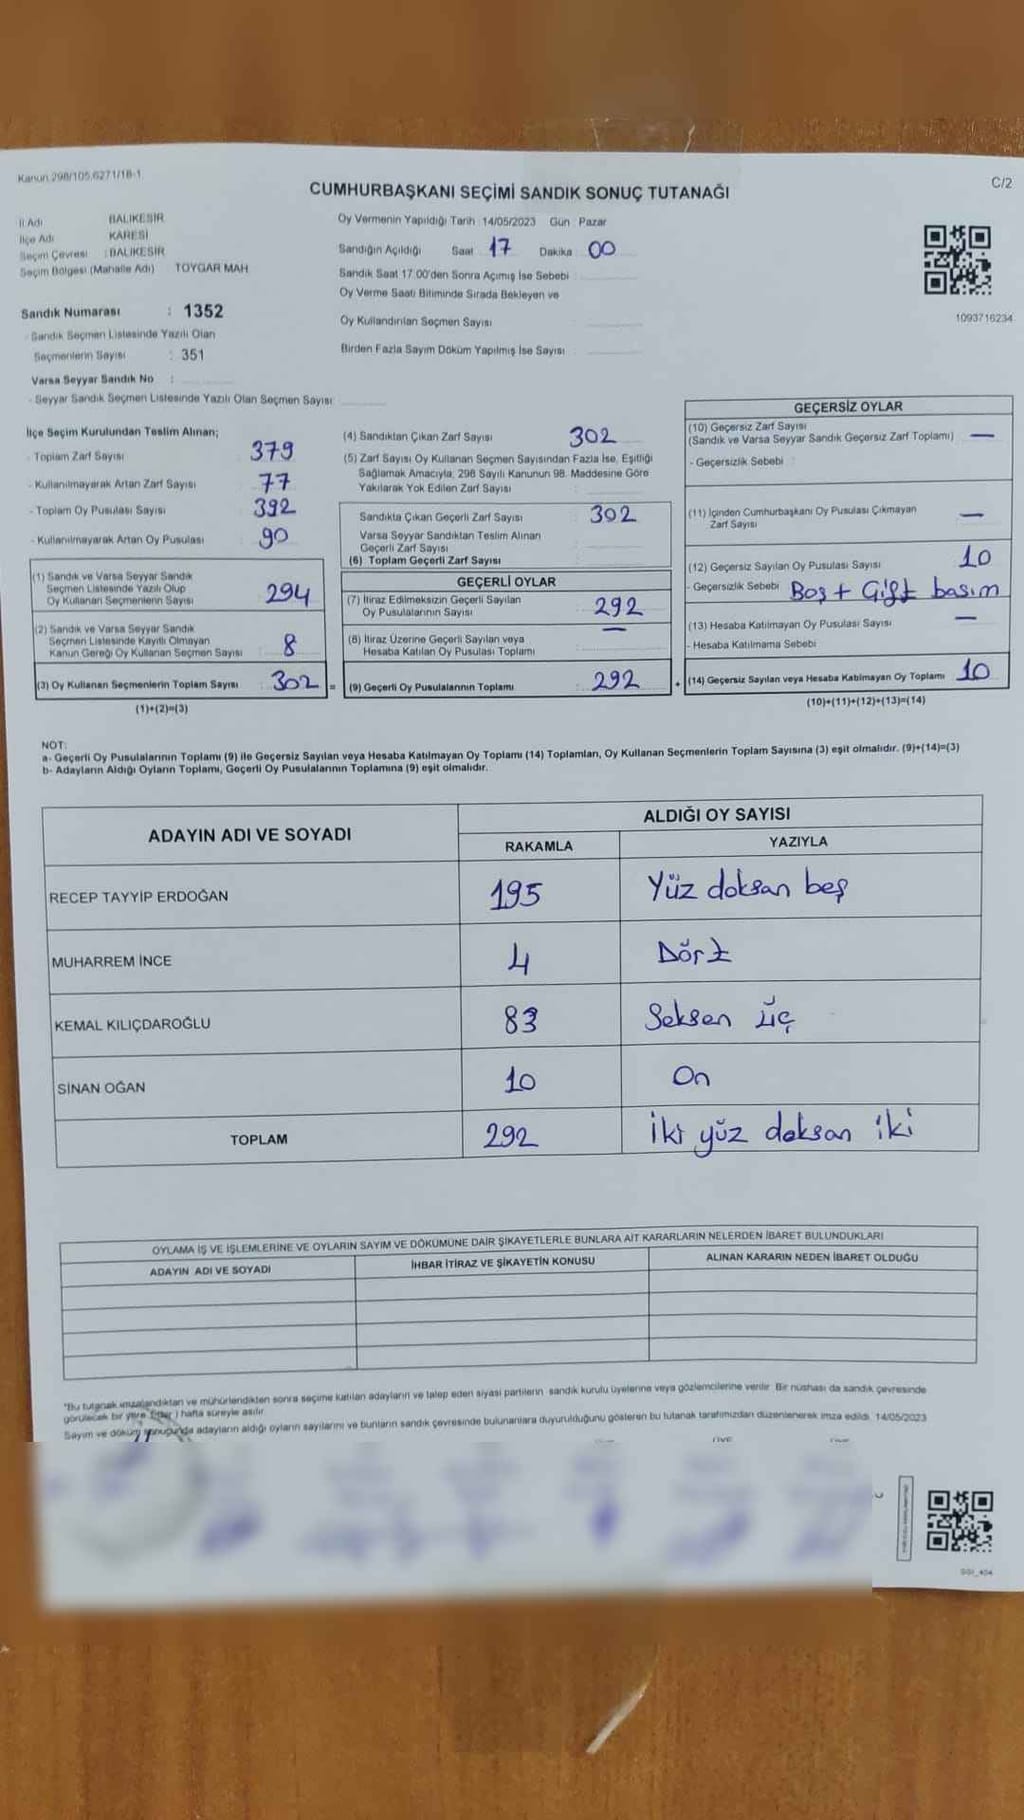 Kanun 298/105,6271/18-1
C/2
CUMHURBAŞKANI SEÇİMİ SANDIK SONUÇ TUTANAĞI
İl Adı BALIKESİR
İlçe Adı KARESİ
Seçim Çevresi : BALIKESİR
Seçim Bölgesi (Mahalle Adı) TOYGAR MAH
Oy Vermenin Yapıldığı Tarih 14/05/2023 Gün Pazar
Sandığın Açıldığı Saat 17 Dakika 00
Sandık Saat 17.00'den Sonra Açımış İse Sebebi
Oy Verme Saati Bitiminde Sırada Bekleyen ve
Oy Kullandırılan Seçmen Sayısı
Birden Fazla Sayım Döküm Yapılmış İse Sayısı
1093716234
Sandık Numarası : 1352
- Sandık Seçmen Listesinde Yazılı Olan
Seçmenlerin Sayısı : 351
Varsa Seyyar Sandık No :
- Seyyar Sandık Seçmen Listesinde Yazılı Olan Seçmen Sayısı
İlçe Seçim Kurulundan Teslim Alınan;
- Toplam Zarf Sayısı 379
- Kullanılmayarak Artan Zarf Sayısı 77
- Toplam Oy Pusulası Sayısı 392
- Kullanılmayarak Artan Oy Pusulası 90
(1) Sandık ve Varsa Seyyar Sandık
Seçmen Listesinde Yazılı Olup
Oy Kullanan Seçmenlerin Sayısı 294
(2) Sandık ve Varsa Seyyar Sandık
Seçmen Listesinde Kayıtlı Olmayan
Kanun Gereği Oy Kullanan Seçmen Sayısı : 8
(3) Oy Kullanan Seçmenlerin Toplam Sayısı : 302 =
(1)+(2)=(3)
(4) Sandıktan Çıkan Zarf Sayısı 302
(5) Zarf Sayısı Oy Kullanan Seçmen Sayısından Fazla İse, Eşitliği
Sağlamak Amacıyla, 298 Sayılı Kanunun 98. Maddesine Göre
Yakılarak Yok Edilen Zarf Sayısı
Sandıkta Çıkan Geçerli Zarf Sayısı 302
Varsa Seyyar Sandıktan Teslim Alınan
Geçerli Zarf Sayısı
(6) Toplam Geçerli Zarf Sayısı
GEÇERLİ OYLAR
(7) İtiraz Edilmeksizin Geçerli Sayılan
Oy Pusulalarının Sayısı 292
(8) İtiraz Üzerine Geçerli Sayılan veya
Hesaba Katılan Oy Pusulası Toplamı —
(9) Geçerli Oy Pusulalarının Toplamı : 292 +
GEÇERSİZ OYLAR
(10) Geçersiz Zarf Sayısı
(Sandık ve Varsa Seyyar Sandık Geçersiz Zarf Toplamı) —
- Geçersizlik Sebebi
(11) İçinden Cumhurbaşkanı Oy Pusulası Çıkmayan
Zarf Sayısı —
(12) Geçersiz Sayılan Oy Pusulası Sayısı 10
- Geçersizlik Sebebi Boş + Çift basım
(13) Hesaba Katılmayan Oy Pusulası Sayısı —
- Hesaba Katılmama Sebebi
(14) Geçersiz Sayılan veya Hesaba Katılmayan Oy Toplamı 10
(10)+(11)+(12)+(13)=(14)
NOT:
a- Geçerli Oy Pusulalarının Toplamı (9) ile Geçersiz Sayılan veya Hesaba Katılmayan Oy Toplamı (14) Toplamları, Oy Kullanan Seçmenlerin Toplam Sayısına (3) eşit olmalıdır. (9)+(14)=(3)
b- Adayların Aldığı Oyların Toplamı, Geçerli Oy Pusulalarının Toplamına (9) eşit olmalıdır.
ADAYIN ADI VE SOYADI ALDIĞI OY SAYISI
RAKAMLA YAZIYLA
RECEP TAYYİP ERDOĞAN 195 Yüz doksan beş
MUHARREM İNCE 4 Dört
KEMAL KILIÇDAROĞLU 83 Seksen üç
SİNAN OĞAN 10 On
TOPLAM 292 İki yüz doksan iki
OYLAMA İŞ VE İŞLEMLERİNE VE OYLARIN SAYIM VE DÖKÜMÜNE DAİR ŞİKAYETLERLE BUNLARA AİT KARARLARIN NELERDEN İBARET BULUNDUKLARI
ADAYIN ADI VE SOYADI İHBAR İTİRAZ VE ŞİKAYETİN KONUSU ALINAN KARARIN NEDEN İBARET OLDUĞU
"Bu tutanak imzalandıktan ve mühürlendikten sonra seçime katılan adayların ve talep eden siyasi partilerin sandık kurulu üyelerine veya gözlemcilerine verilir. Bir nüshası da sandık çevresinde
görülecek bir yere hafta süreyle asılır.
Sayım ve döküm sonucunda adayların aldığı oyların sayılarını ve bunların sandık çevresinde bulunanlara duyurulduğunu gösteren bu tutanak tarafımızdan düzenlenerek imza edildi. 14/05/2023